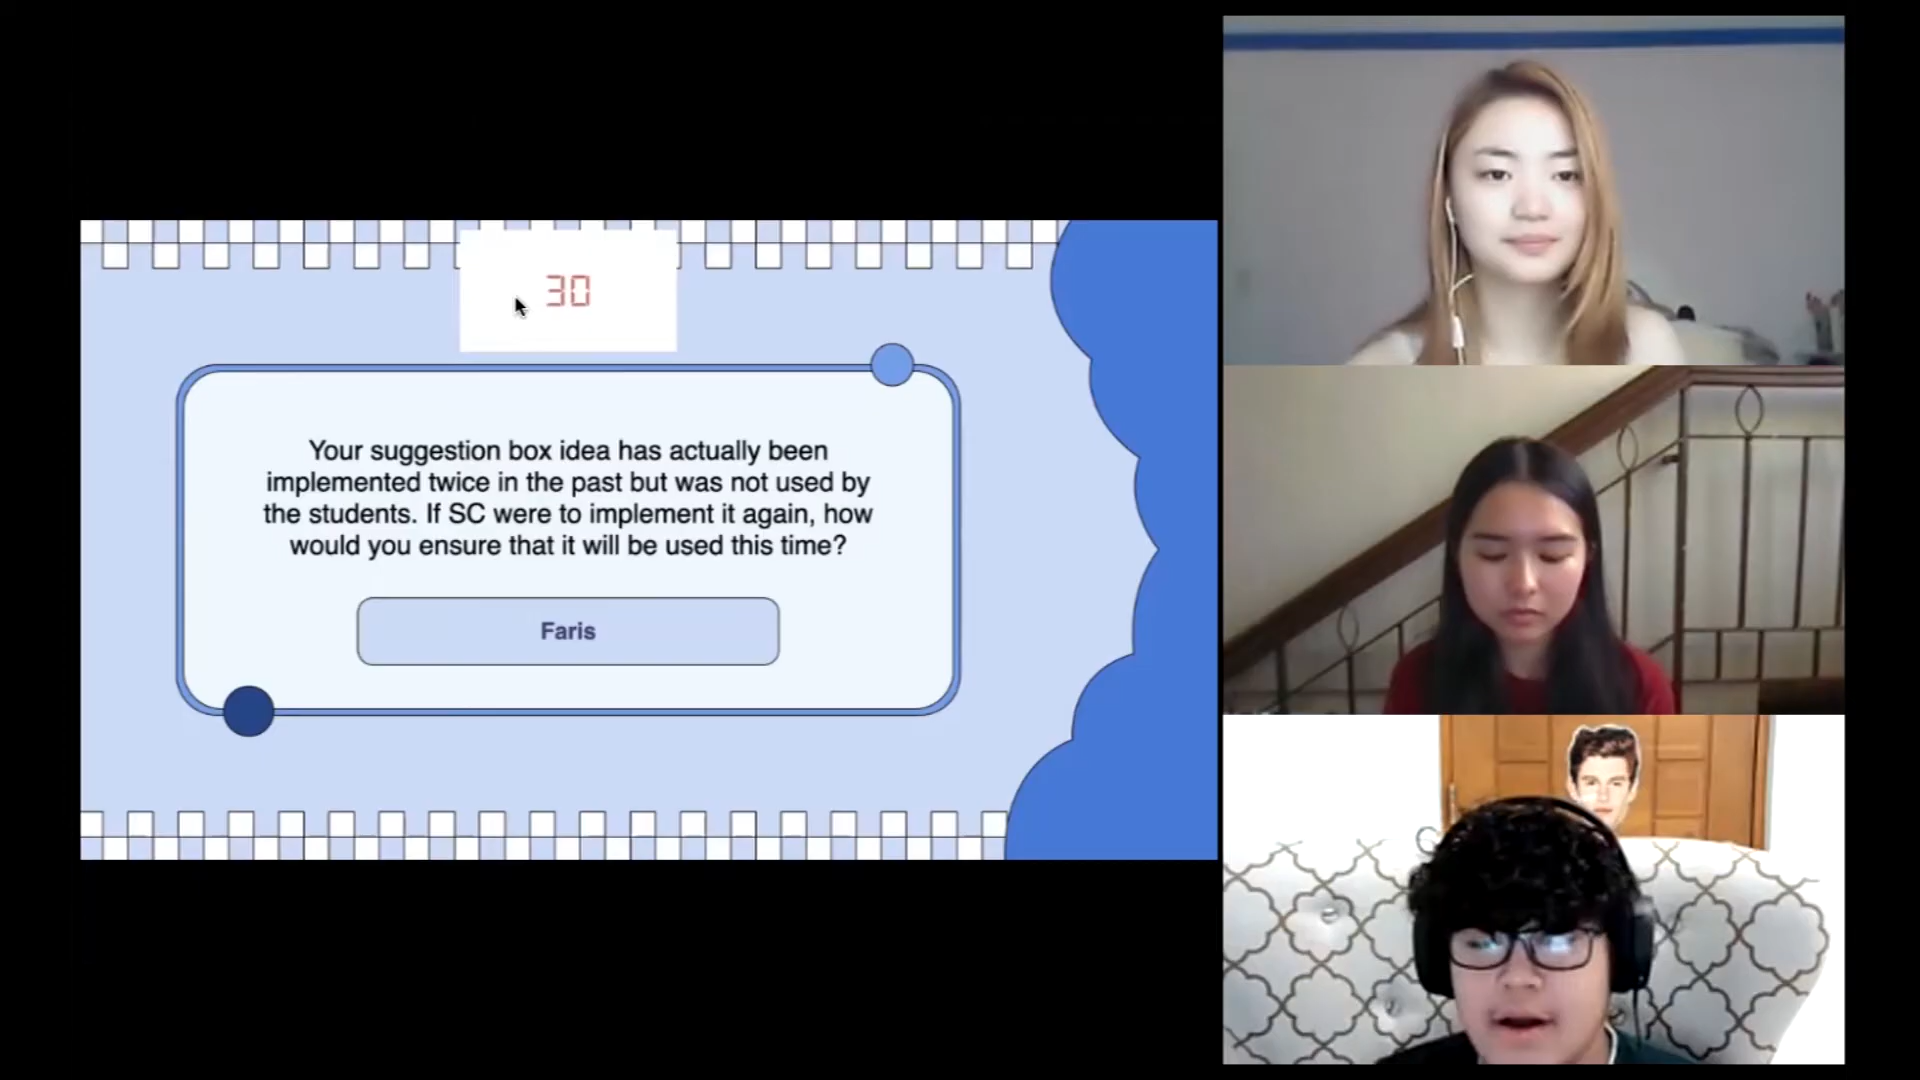 30
Your suggestion box idea has actually been
implemented twice in the past but was not used by
the students. If SC were to implement it again, how
would you ensure that it will be used this time?
Faris